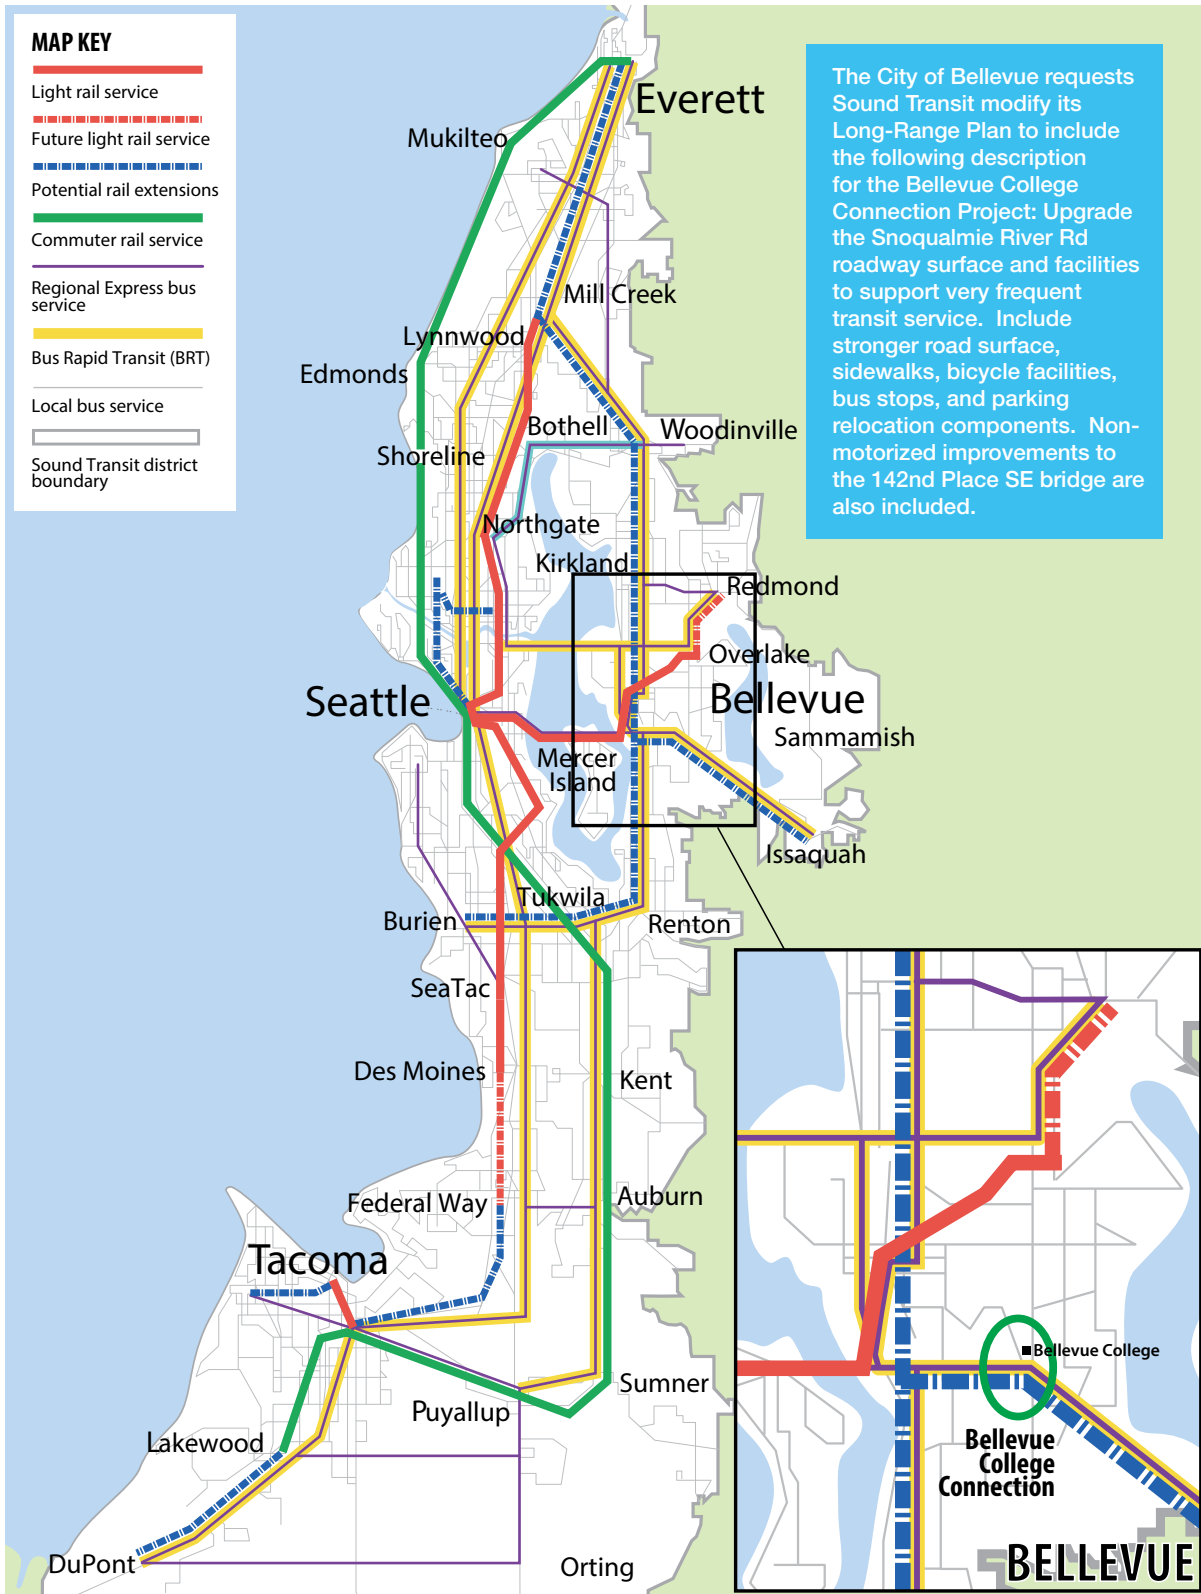 MAP KEY
Light rail service
Future light rail service
Potential rail extensions
Commuter rail service
Regional Express bus
service
Bus Rapid Transit (BRT)
Local bus service
Sound Transit district
boundary
The City of Bellevue requests
Sound Transit modify its
Long-Range Plan to include
the following description
for the Bellevue College
Connection Project: Upgrade
the Snoqualmie River Rd
roadway surface and facilities
to support very frequent
transit service.  Include
stronger road surface,
sidewalks, bicycle facilities,
bus stops, and parking
relocation components.  Non-
motorized improvements to
the 142nd Place SE bridge are
also included.
Everett
Mukilteo
Mill Creek
Lynnwood
Edmonds
Bothell
Woodinville
Shoreline
Northgate
Kirkland
Redmond
Overlake
Seattle
Bellevue
Sammamish
Mercer
Island
Issaquah
Tukwila
Burien
Renton
SeaTac
Des Moines
Kent
Federal Way
Auburn
Tacoma
Sumner
Puyallup
Lakewood
DuPont
Orting
Bellevue College
Bellevue
College
Connection
BELLEVUE